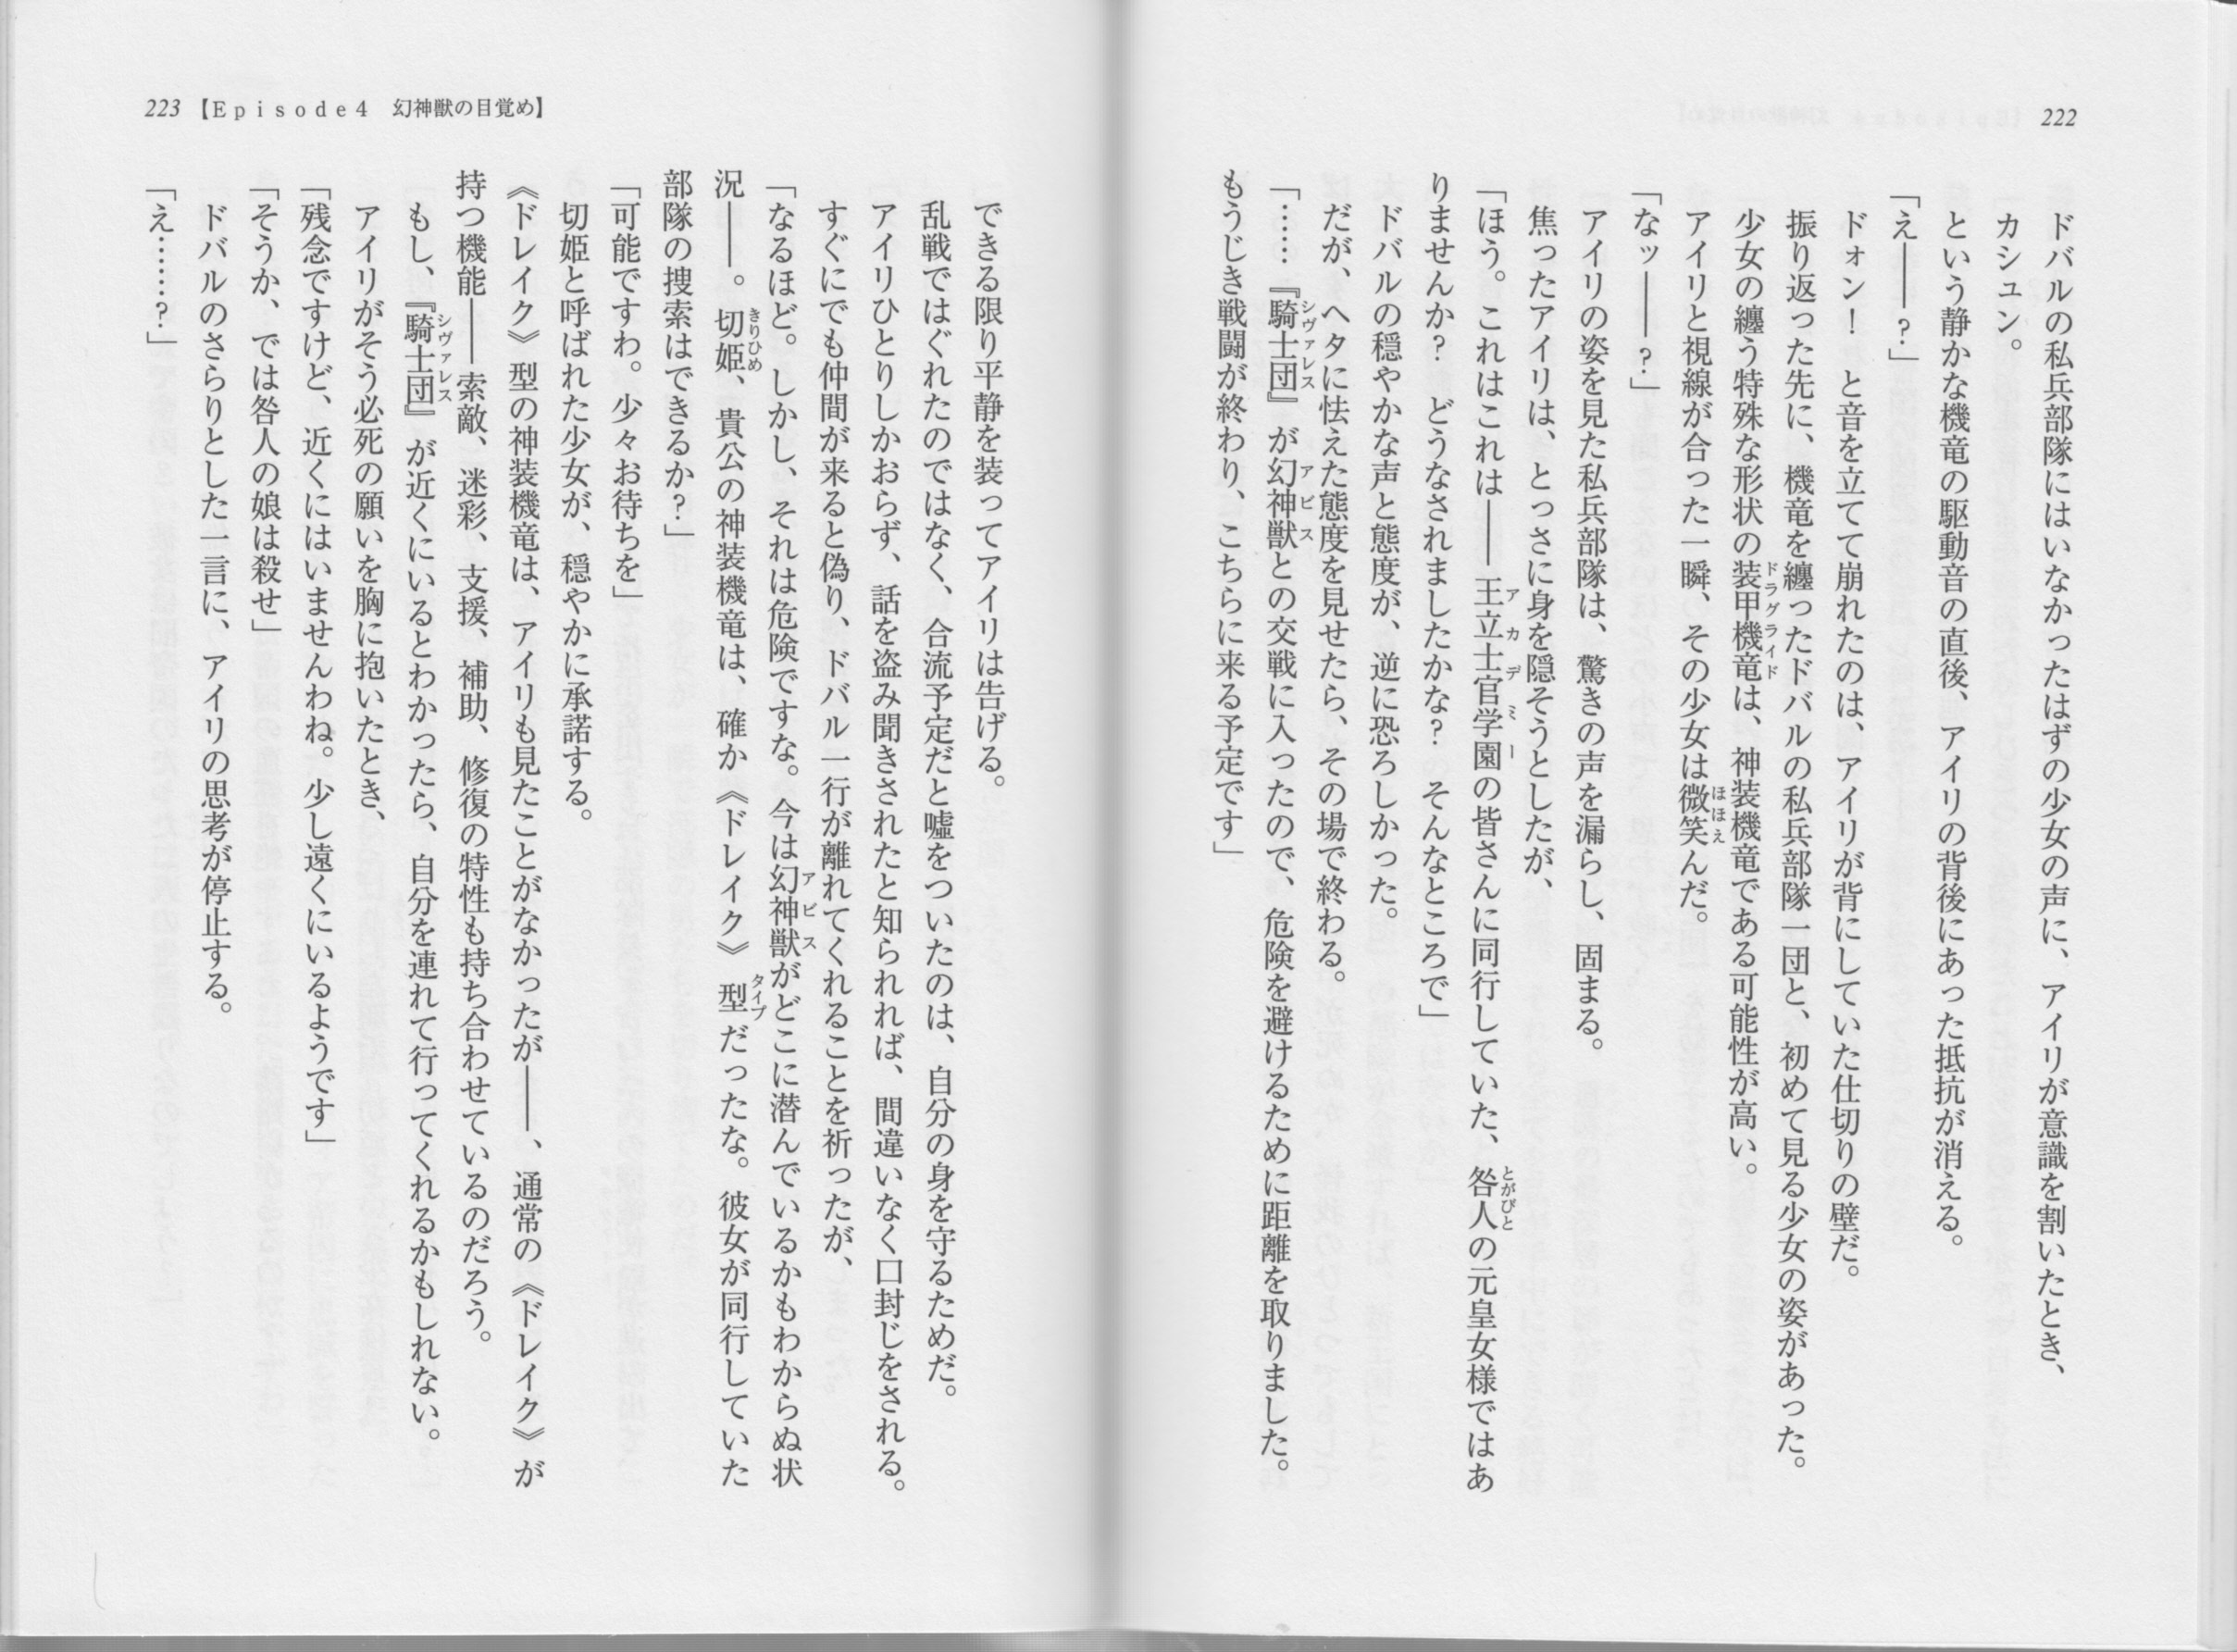 222
ドバルの私兵部隊にはいなかったはずの少女の声に、アイリが意識を割いたとき、
カシュン。
という静かな機竜の駆動音の直後、アイリの背後にあった抵抗が消える。
「え――？」
ドォン！　と音を立てて崩れたのは、アイリが背にしていた仕切りの壁だ。
振り返った先に、機竜を纏ったドバルの私兵部隊一団と、初めて見る少女の姿があった。
少女の纏う特殊な形状の装甲機竜ドラグライドは、神装機竜である可能性が高い。
アイリと視線が合った一瞬、その少女は微笑ほほえんだ。
「なッ――？」
アイリの姿を見た私兵部隊は、驚きの声を漏らし、固まる。
焦ったアイリは、とっさに身を隠そうとしたが、
「ほう。これはこれは――王立士官学園アカデミーの皆さんに同行していた、咎人とがびとの元皇女様ではあ
りませんか？　どうなされましたかな？　そんなところで」
ドバルの穏やかな声と態度が、逆に恐ろしかった。
だが、ヘタに怯えた態度を見せたら、その場で終わる。
「……『騎士団シヴァレス』が幻神獣アビスとの交戦に入ったので、危険を避けるために距離を取りました。
もうじき戦闘が終わり、こちらに来る予定です」
223【Episode4　幻神獣の目覚め】
できる限り平静を装ってアイリは告げる。
乱戦ではぐれたのではなく、合流予定だと嘘をついたのは、自分の身を守るためだ。
アイリひとりしかおらず、話を盗み聞きされたと知られれば、間違いなく口封じをされる。
すぐにでも仲間が来ると偽り、ドバル一行が離れてくれることを祈ったが、
「なるほど。しかし、それは危険ですな。今は幻神獣アビスがどこに潜んでいるかもわからぬ状
況――。切姫きりひめ、貴公の神装機竜は、確か《ドレイク》型タイプだったな。彼女が同行していた
部隊の捜索はできるか？」
「可能ですわ。少々お待ちを」
切姫と呼ばれた少女が、穏やかに承諾する。
《ドレイク》型の神装機竜は、アイリも見たことがなかったが――、通常の《ドレイク》が
持つ機能――索敵、迷彩、支援、補助、修復の特性も持ち合わせているのだろう。
もし、『騎士団シヴァレス』が近くにいるとわかったら、自分を連れて行ってくれるかもしれない。
アイリがそう必死の願いを胸に抱いたとき、
「残念ですけど、近くにはいませんわね。少し遠くにいるようです」
「そうか、では咎人の娘は殺せ」
ドバルのさらりとした一言に、アイリの思考が停止する。
「え……？」